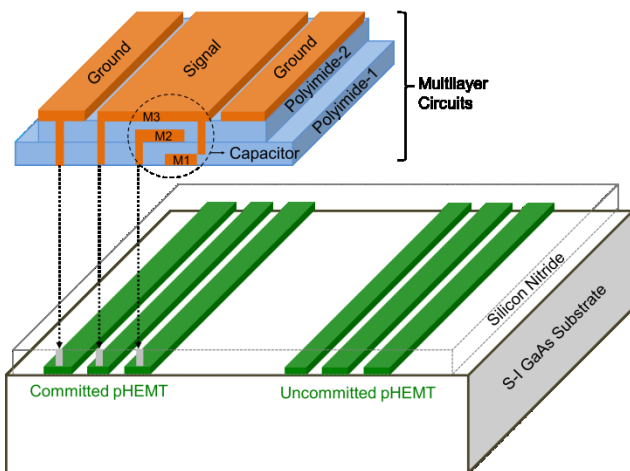 Ground
Signal
Ground
Polyimide-2
Polyimide-1
Multilayer
Circuits
M3
M2
M1
Capacitor
Silicon Nitride
S-I GaAs Substrate
Committed pHEMT
Uncommitted pHEMT